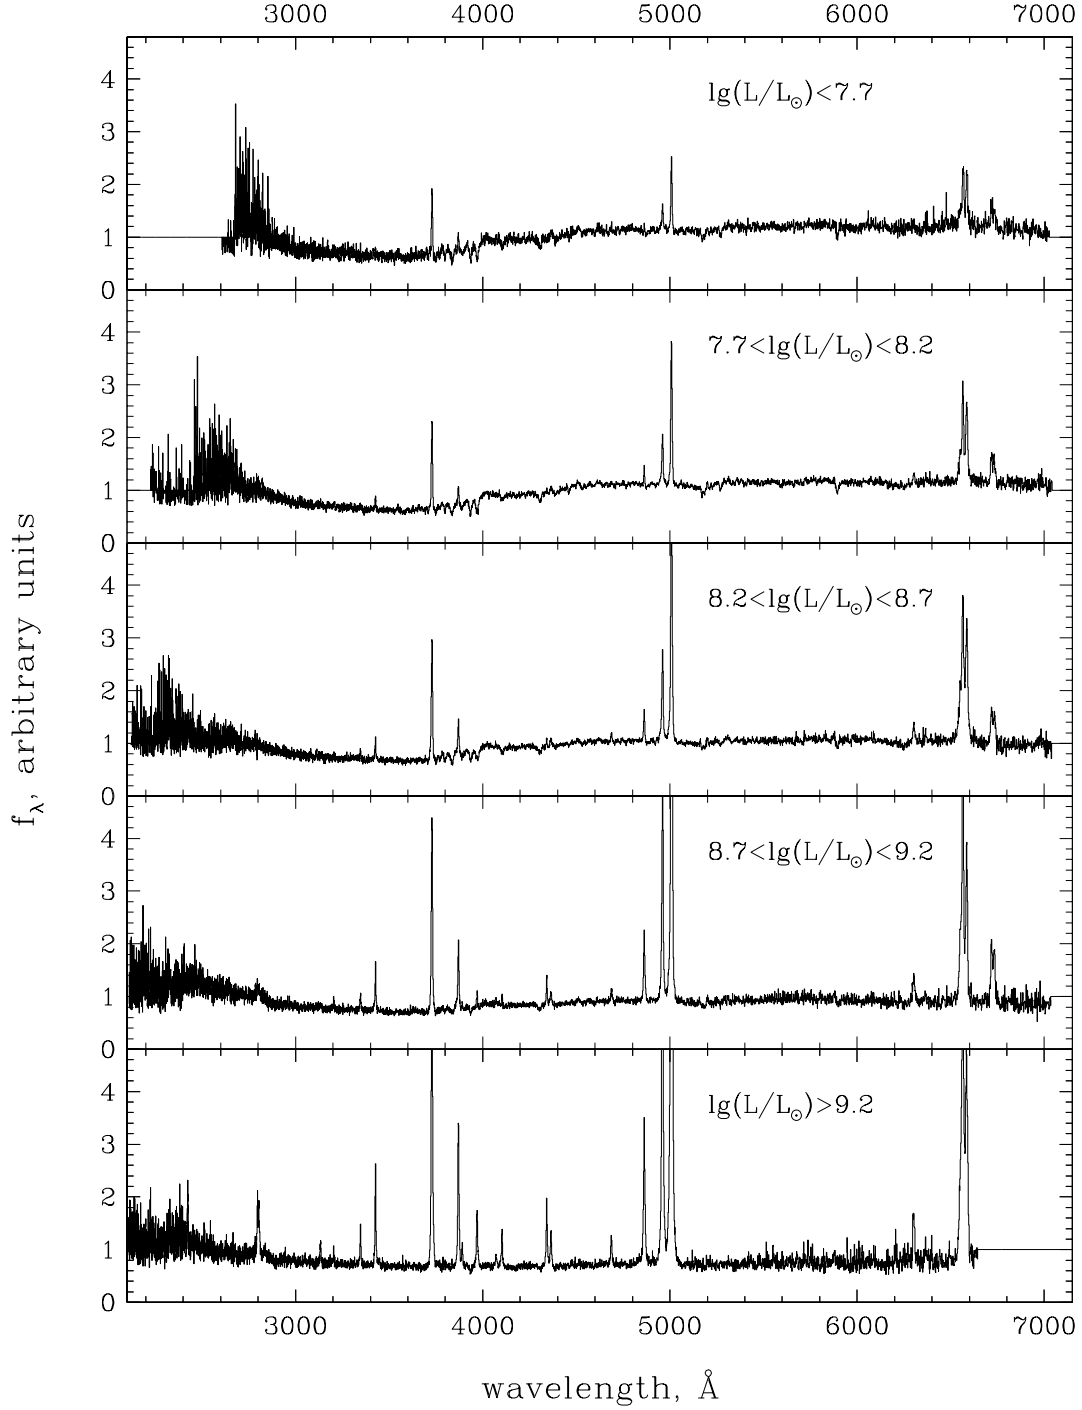 3000 4000 5000 6000 7000
lg(L/L☉)<7.7
4
3
2
1
0
7.7<lg(L/L☉)<8.2
4
3
2
1
0
8.2<lg(L/L☉)<8.7
4
3
2
1
0
8.7<lg(L/L☉)<9.2
4
3
2
1
0
lg(L/L☉)>9.2
4
3
2
1
0
3000 4000 5000 6000 7000
wavelength, Å
fλ, arbitrary units